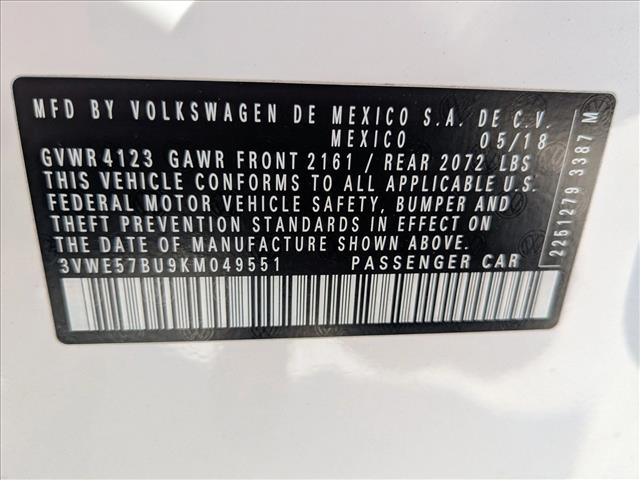 MFD BY VOLKSWAGEN DE MEXICO S.A. DE C.V.
MEXICO 05/18
GVWR 4123 GAWR FRONT 2161 / REAR 2072 LBS
THIS VEHICLE CONFORMS TO ALL APPLICABLE U.S.
FEDERAL MOTOR VEHICLE SAFETY, BUMPER AND
THEFT PREVENTION STANDARDS IN EFFECT ON
THE DATE OF MANUFACTURE SHOWN ABOVE.
3VWE57BU9KM049551 PASSENGER CAR
2251279 3387 M